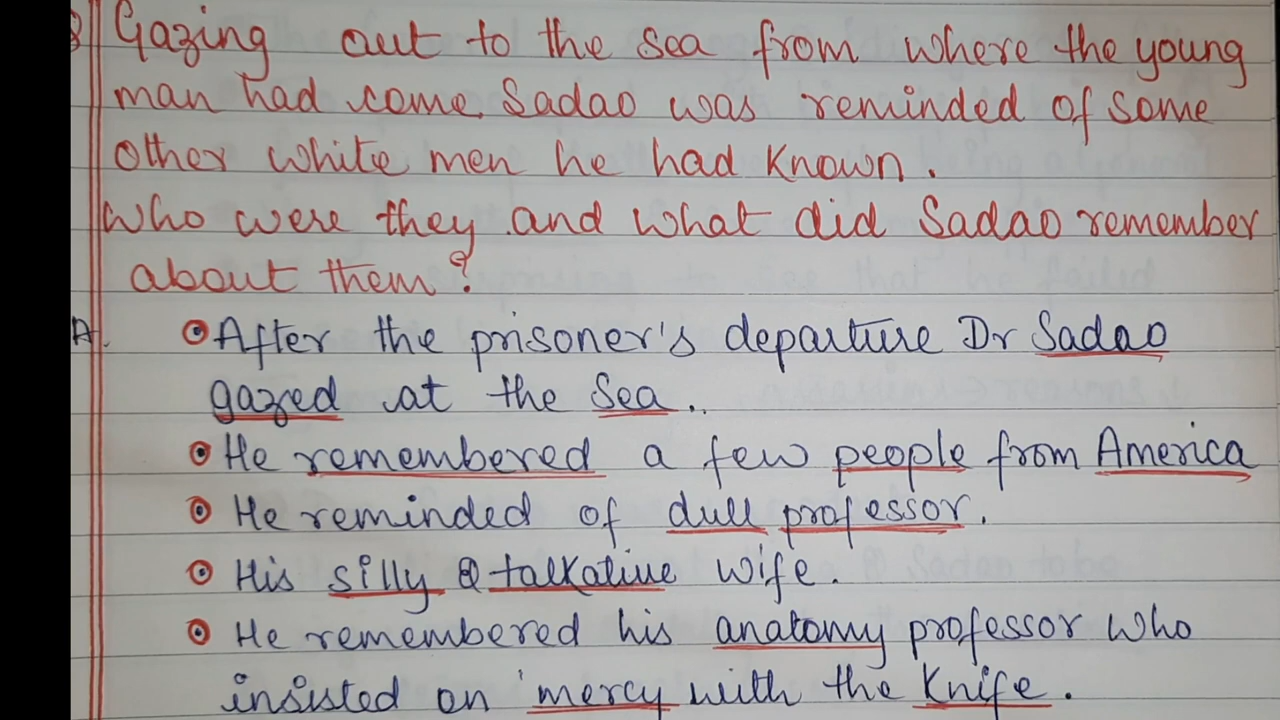 Gazing out to the sea from where the young
man had come Sadao was reminded of some
other white men he had known.
Who were they and what did Sadao remember
about them?
A. • After the prisoner's departure Dr Sadao
gazed at the sea..
• He remembered a few people from America
• He reminded of dull professor.
• His silly & talkative wife.
• He remembered his anatomy professor who
insisted on 'mercy with the knife.